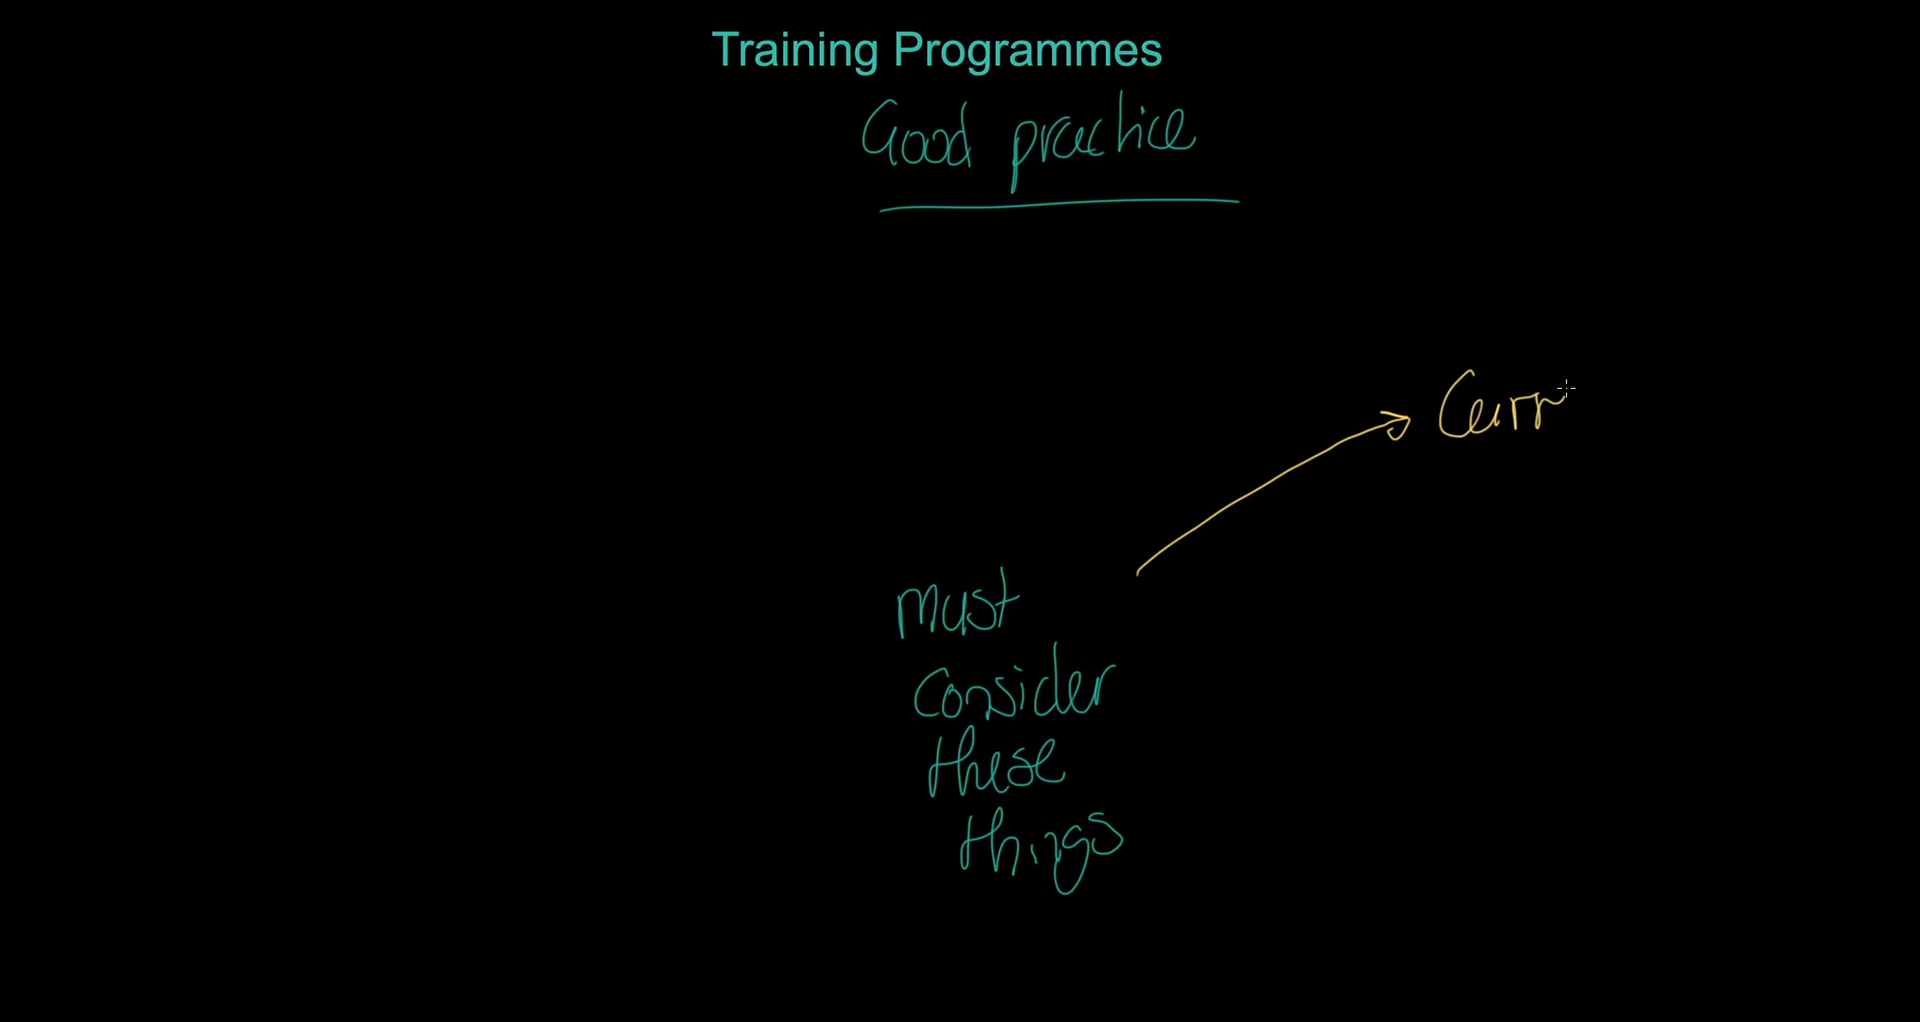 Training Programmes
Good practice
Curr
must
Consider
these
things